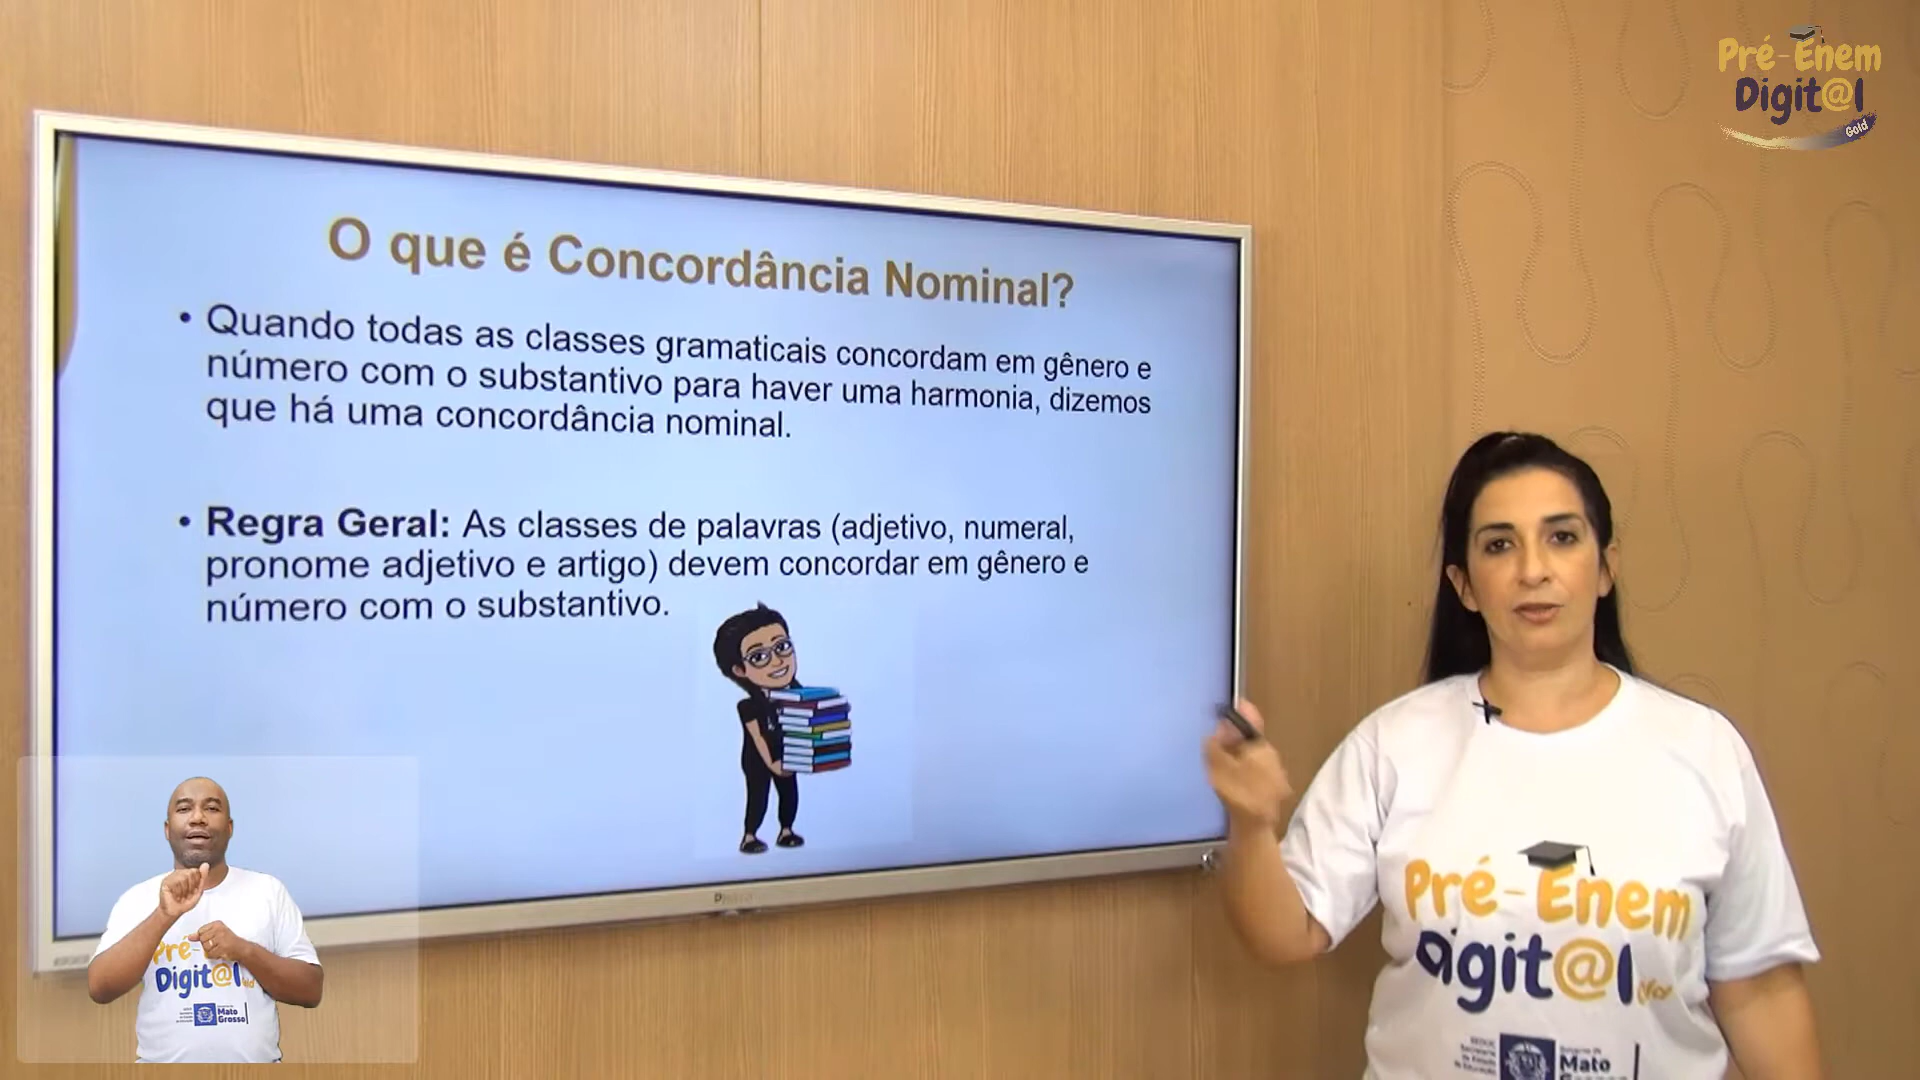 Pré-Enem
Digit@l
Gold
O que é Concordância Nominal?
• Quando todas as classes gramaticais concordam em gênero e
número com o substantivo para haver uma harmonia, dizemos
que há uma concordância nominal.
• Regra Geral: As classes de palavras (adjetivo, numeral,
pronome adjetivo e artigo) devem concordar em gênero e
número com o substantivo.
Pré-Enem
Digit@l
Mato
Pré-
Digit@l
Mato
Grosso